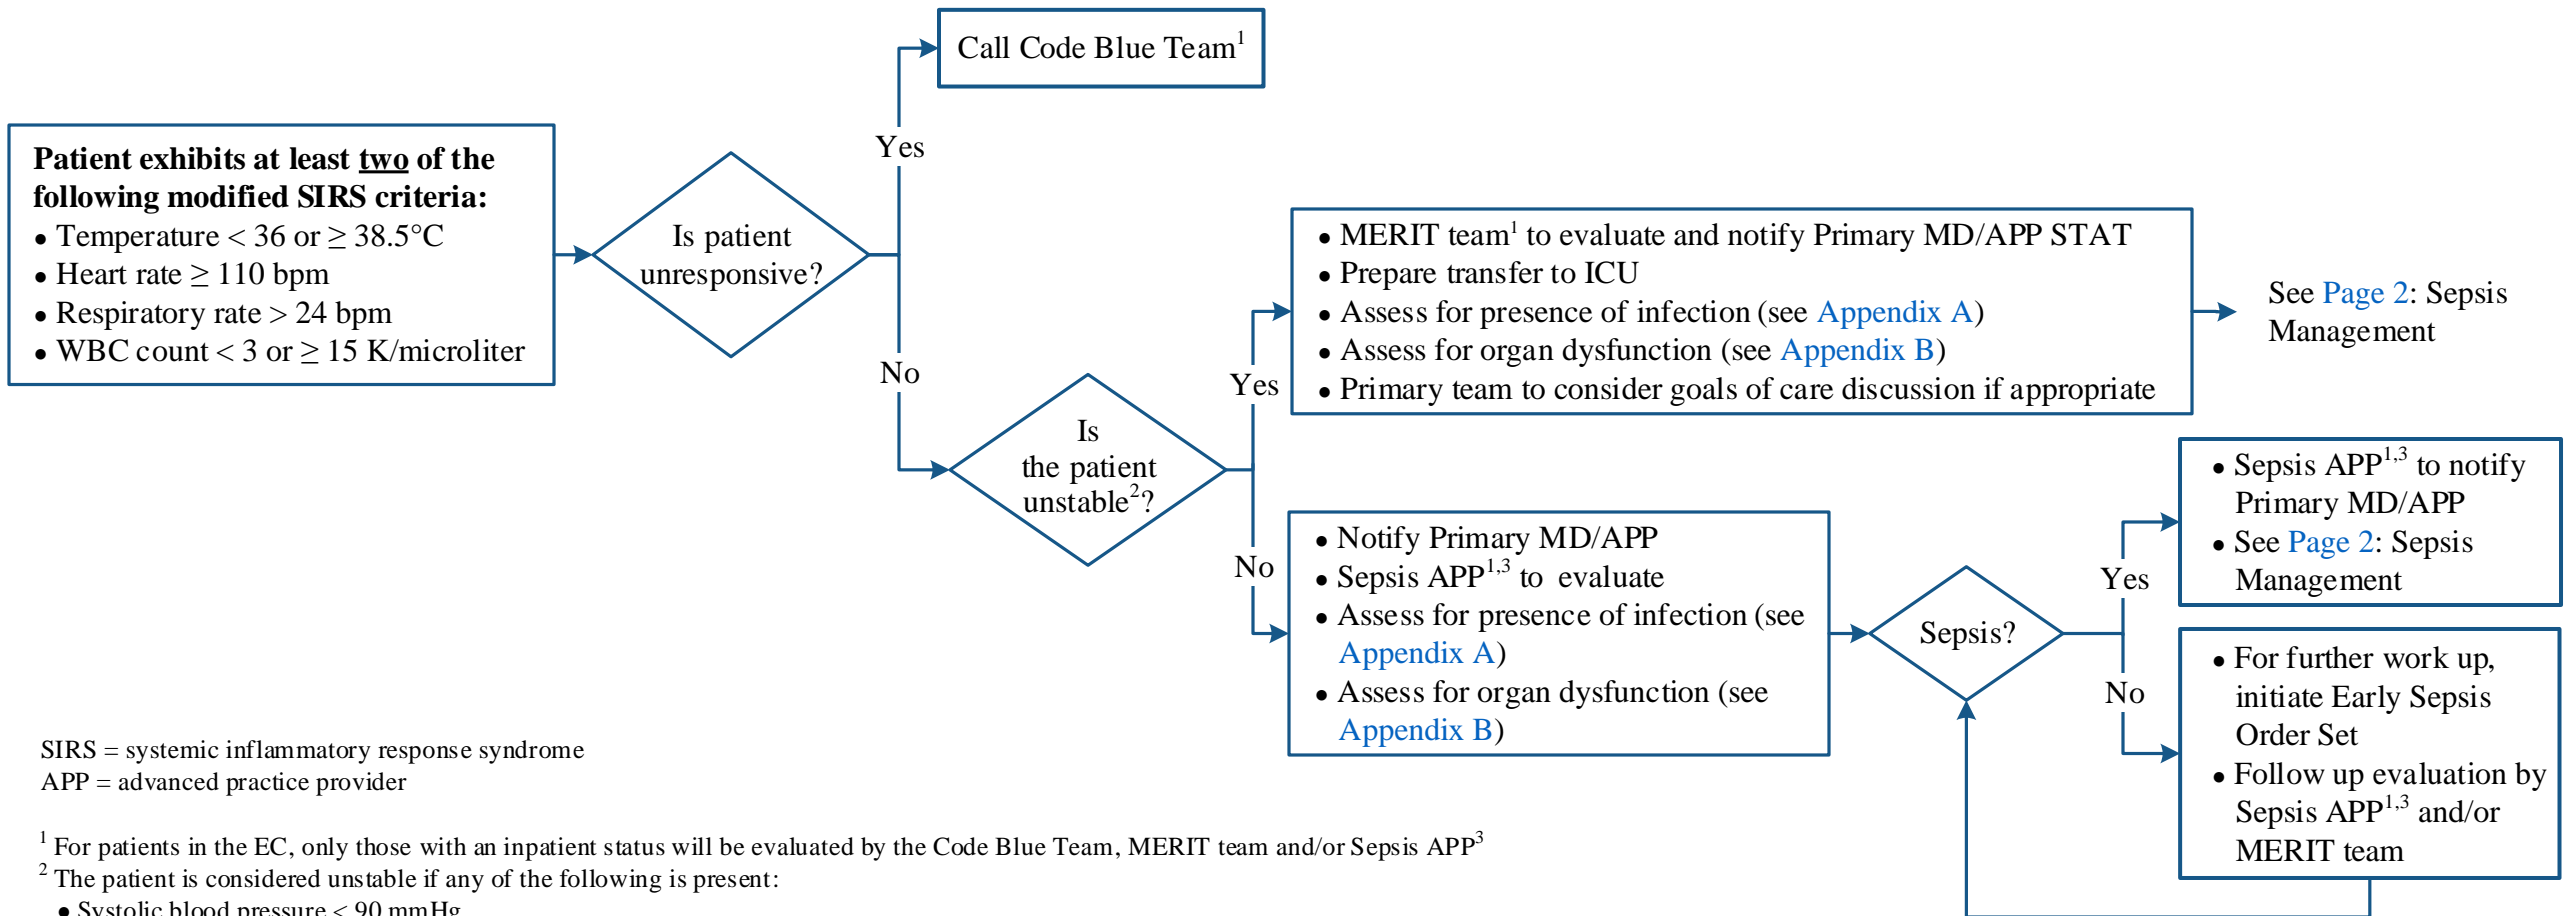 Call Code Blue Team1
Yes
Patient exhibits at least two of the
following modified SIRS criteria:
• Temperature < 36 or ≥ 38.5°C
• Heart rate ≥ 110 bpm
• Respiratory rate > 24 bpm
• WBC count < 3 or ≥ 15 K/microliter
Is patient
unresponsive?
No
Is
the patient
unstable2?
Yes
• MERIT team1 to evaluate and notify Primary MD/APP STAT
• Prepare transfer to ICU
• Assess for presence of infection (see Appendix A)
• Assess for organ dysfunction (see Appendix B)
• Primary team to consider goals of care discussion if appropriate
See Page 2: Sepsis
Management
No
• Notify Primary MD/APP
• Sepsis APP1,3 to evaluate
• Assess for presence of infection (see
Appendix A)
• Assess for organ dysfunction (see
Appendix B)
Sepsis?
Yes
• Sepsis APP1,3 to notify
Primary MD/APP
• See Page 2: Sepsis
Management
No
• For further work up,
initiate Early Sepsis
Order Set
• Follow up evaluation by
Sepsis APP1,3 and/or
MERIT team
SIRS = systemic inflammatory response syndrome
APP = advanced practice provider
1 For patients in the EC, only those with an inpatient status will be evaluated by the Code Blue Team, MERIT team and/or Sepsis APP3
2 The patient is considered unstable if any of the following is present:
• Systolic blood pressure < 90 mmHg